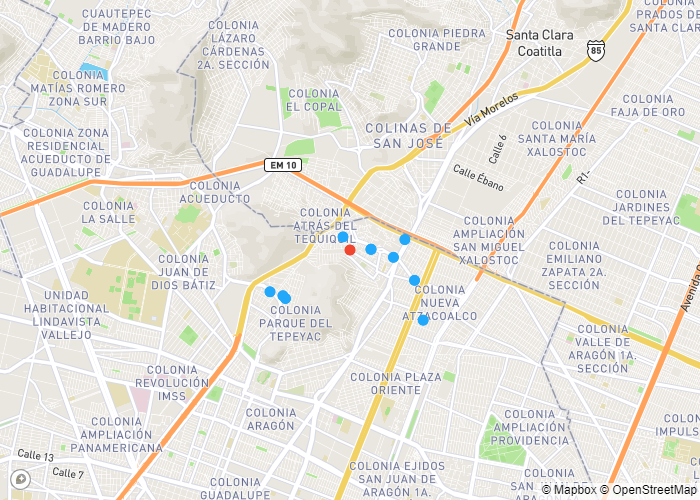 CUAUTEPEC
DE MADERO
BARRIO BAJO
COLONIA
LÁZARO
CÁRDENAS
2A. SECCIÓN
COLONIA PIEDRA
GRANDE
Santa Clara
Coatitla
85
COLONIA
PRADOS DE
SANTA CLARA
COLONIA
MATÍAS ROMERO
ZONA SUR
COLONIA
EL COPAL
Vía Morelos
COLONIA
FAJA DE ORO
COLONIA ZONA
RESIDENCIAL
ACUEDUCTO DE
GUADALUPE
COLINAS DE
SAN JOSÉ
Calle 6
COLONIA
SANTA MARÍA
XALOSTOC
EM 10
Calle Ébano
R1-
COLONIA
ACUEDUCTO
COLONIA
LA SALLE
COLONIA
ATRÁS DEL
TEQUIQUIL
COLONIA
AMPLIACIÓN
SAN MIGUEL
XALOSTOC
COLONIA
JARDINES
DEL TEPEYAC
COLONIA
JUAN DE
DIOS BÁTIZ
COLONIA
EMILIANO
ZAPATA 2A.
SECCIÓN
Avenida C
UNIDAD
HABITACIONAL
LINDAVISTA
VALLEJO
COLONIA
PARQUE DEL
TEPEYAC
COLONIA
NUEVA
ATZACOALCO
COLONIA
VALLE DE
ARAGÓN 1A.
SECCIÓN
COLONIA
REVOLUCIÓN
IMSS
COLONIA PLAZA
ORIENTE
COLONIA
ARAGÓN
COLONIA
AMPLIACIÓN
PANAMERICANA
COLONIA
AMPLIACIÓN
PROVIDENCIA
COLONIA
IMPULS
Calle 13
Calle 7
COLONIA
GUADALUPE
COLONIA EJIDOS
SAN JUAN DE
ARAGÓN 1A.
COLONIA
SAN
ARA
© Mapbox © OpenStreetMap